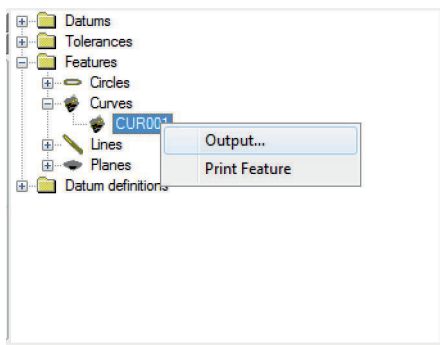 Datums
Tolerances
Features
Circles
Curves
CUR001
Output...
Lines
Print Feature
Planes
Datum definitions